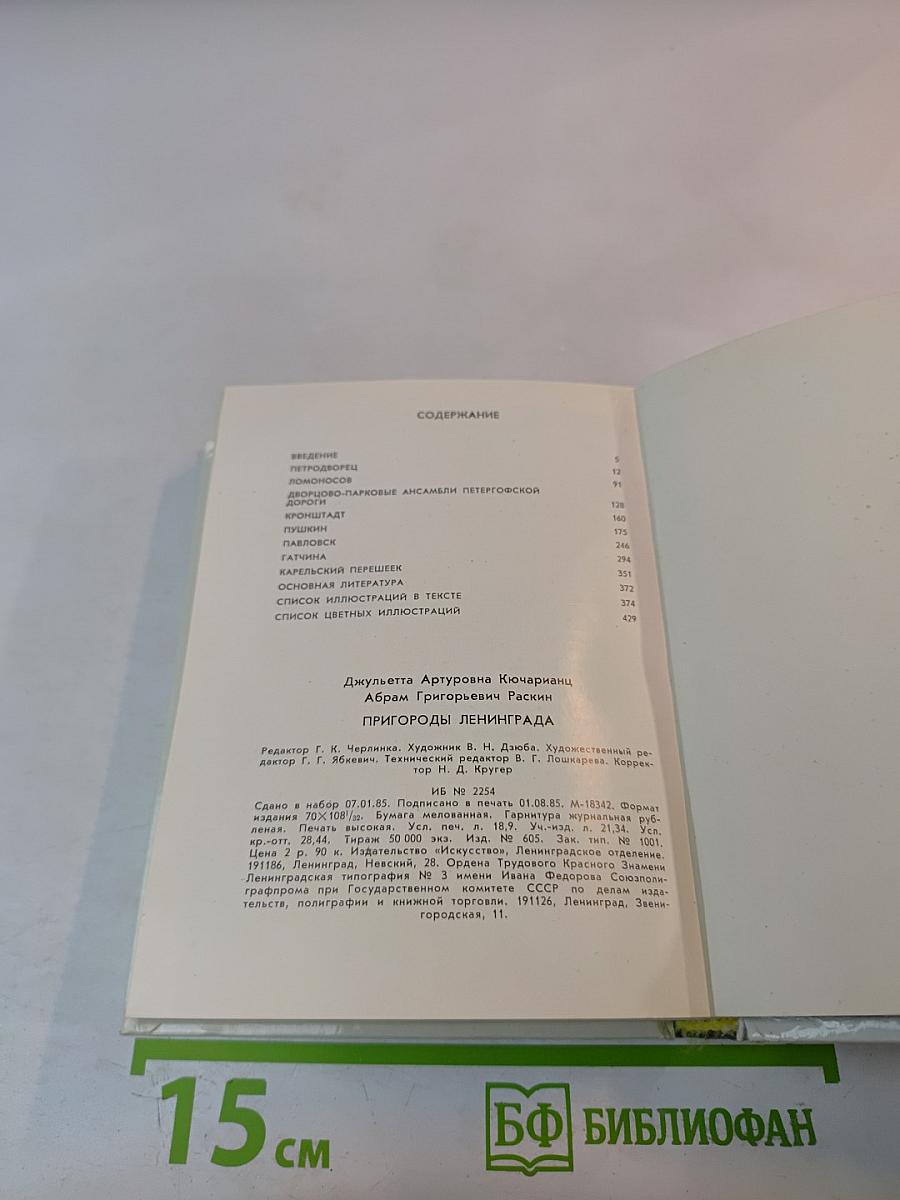 СОДЕРЖАНИЕ
ВВЕДЕНИЕ 5
ПЕТРОДВОРЕЦ 12
ЛОМОНОСОВ 91
ДВОРЦОВО-ПАРКОВЫЕ АНСАМБЛИ ПЕТЕРГОФСКОЙ
ДОРОГИ 128
КРОНШТАДТ 160
ПУШКИН 175
ПАВЛОВСК 246
ГАТЧИНА 294
КАРЕЛЬСКИЙ ПЕРЕШЕЕК 351
ОСНОВНАЯ ЛИТЕРАТУРА 372
СПИСОК ИЛЛЮСТРАЦИЙ В ТЕКСТЕ 374
СПИСОК ЦВЕТНЫХ ИЛЛЮСТРАЦИЙ 429
Джульетта Артуровна Кючарианц
Абрам Григорьевич Раскин
ПРИГОРОДЫ ЛЕНИНГРАДА
Редактор Г. К. Черлинка. Художник В. Н. Дзюба. Художественный ре-
дактор Г. Г. Ябкевич. Технический редактор В. Г. Лошкарева. Коррек-
тор Н. Д. Кругер
ИБ № 2254
Сдано в набор 07.01.85. Подписано в печать 01.08.85. М-18342. Формат
издания 70×108¹/₃₂. Бумага мелованная. Гарнитура журнальная руб-
леная. Печать высокая. Усл. печ. л. 18,9. Уч.-изд. л. 21,34. Усл.
кр.-отт. 28,44. Тираж 50 000 экз. Изд. № 605. Зак. тип. № 1001.
Цена 2 р. 90 к. Издательство «Искусство», Ленинградское отделение.
191186, Ленинград, Невский, 28. Ордена Трудового Красного Знамени
Ленинградская типография № 3 имени Ивана Федорова Союзполи-
графпрома при Государственном комитете СССР по делам изда-
тельств, полиграфии и книжной торговли. 191126, Ленинград, Звени-
городская, 11.
15 см
БФ БИБЛИОФАН